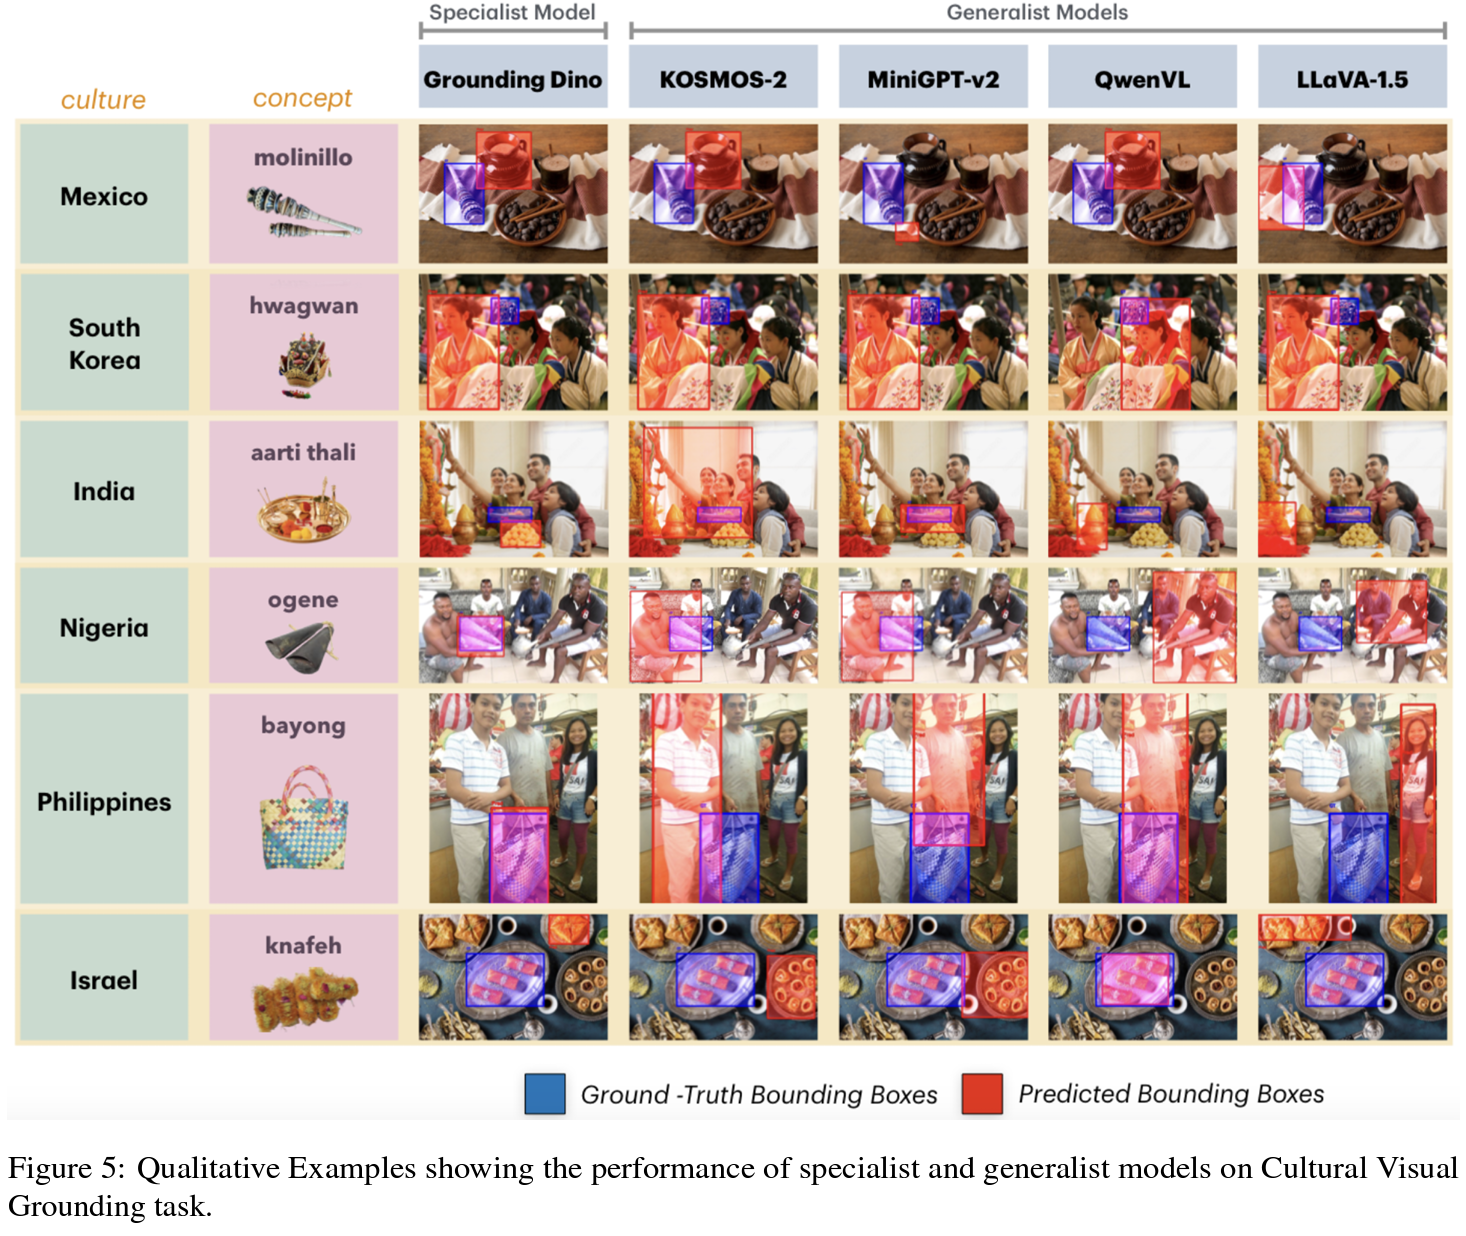 Specialist Model
Generalist Models
culture
concept
Grounding Dino
KOSMOS-2
MiniGPT-v2
QwenVL
LLaVA-1.5
Mexico
molinillo
South
Korea
hwagwan
India
aarti thali
Nigeria
ogene
Philippines
bayong
Israel
knafeh
Ground -Truth Bounding Boxes
Predicted Bounding Boxes
Figure 5: Qualitative Examples showing the performance of specialist and generalist models on Cultural Visual
Grounding task.